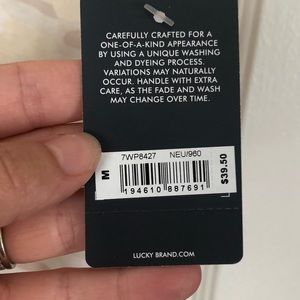 CAREFULLY CRAFTED FOR A
ONE-OF-A-KIND APPEARANCE
BY USING A UNIQUE WASHING
AND DYEING PROCESS.
VARIATIONS MAY NATURALLY
OCCUR. HANDLE WITH EXTRA
CARE, AS THE FADE AND WASH
MAY CHANGE OVER TIME.
7WP8427 NEU/960
M
194610 887691
$39.50
LUCKY BRAND.COM